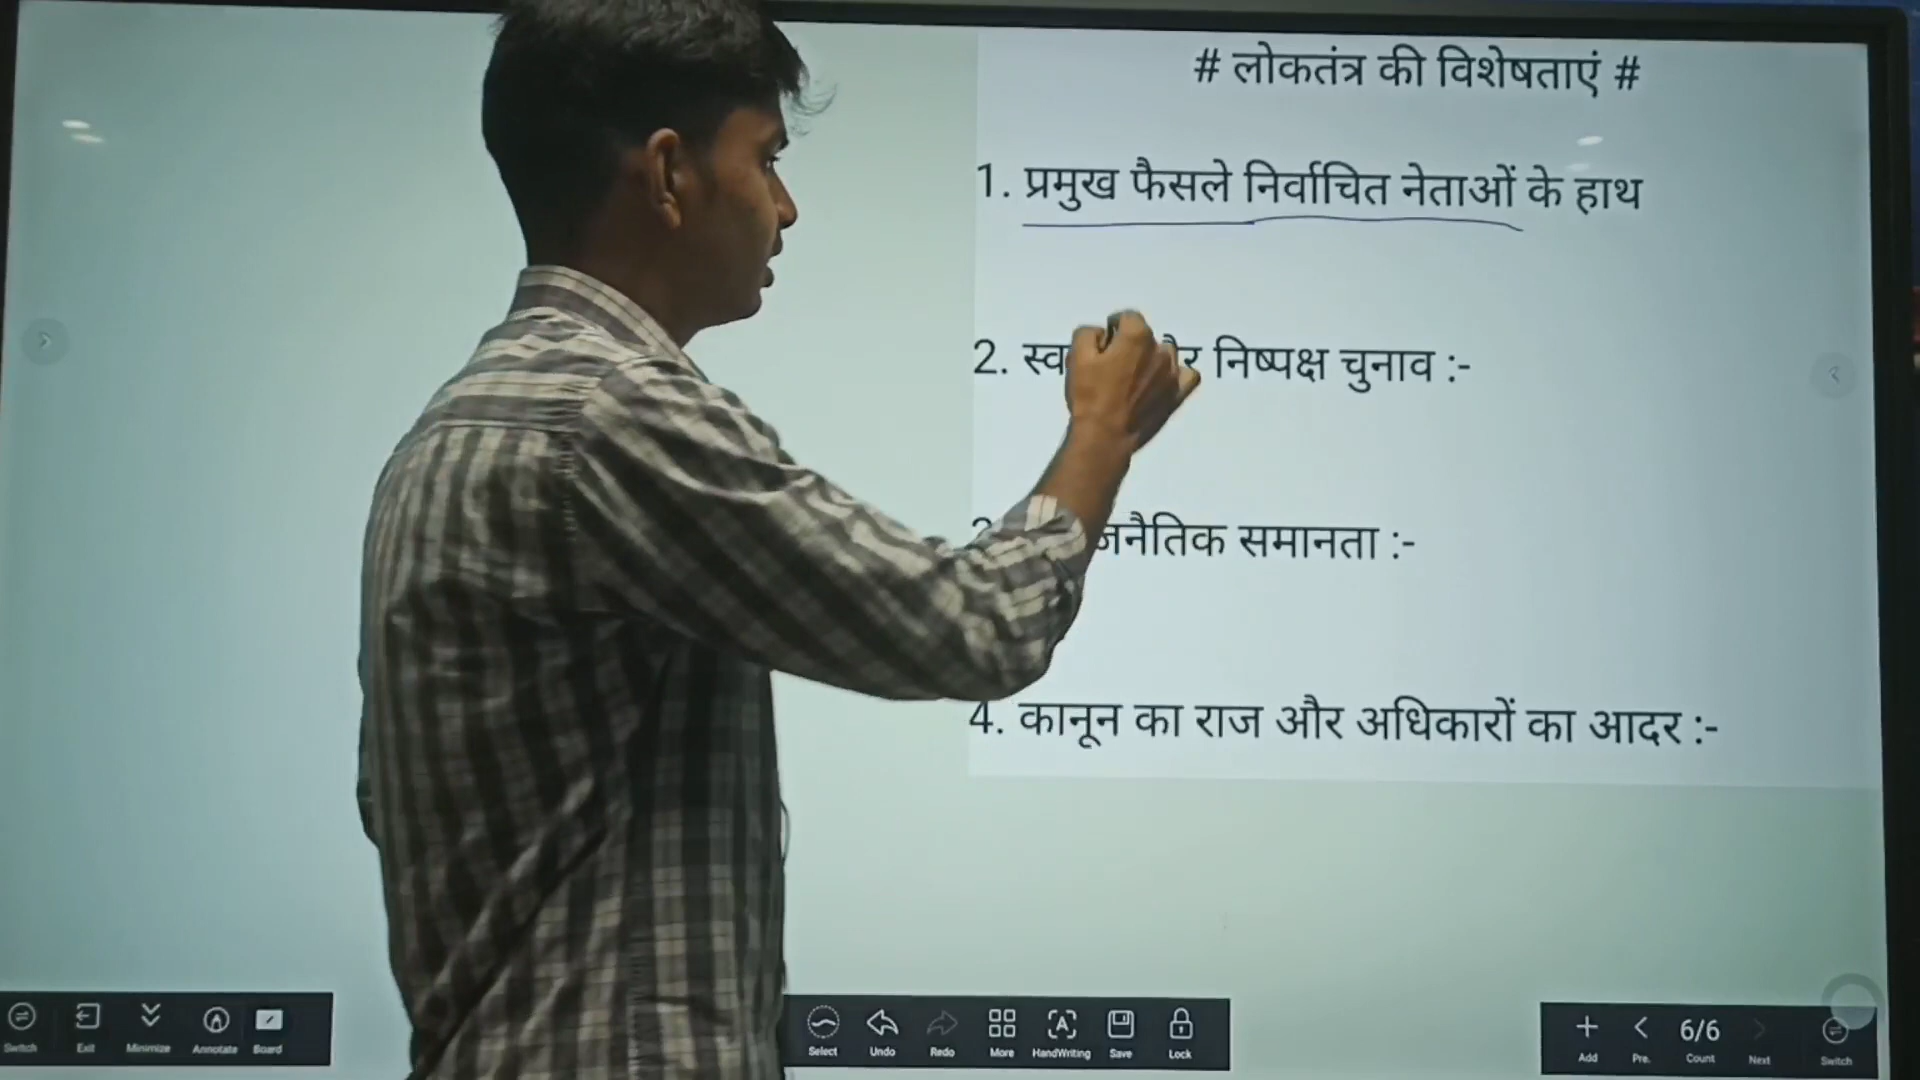 # लोकतंत्र की विशेषताएं #
1. प्रमुख फैसले निर्वाचित नेताओं के हाथ
2. निष्पक्ष चुनाव :-
समानता :-
4. कानून का राज और अधिकारों का आदर :-
Switch Exit Minimize Annotate Board Select Undo Redo More HandWriting Save Lock Add Pre. 6/6 Count Next Switch